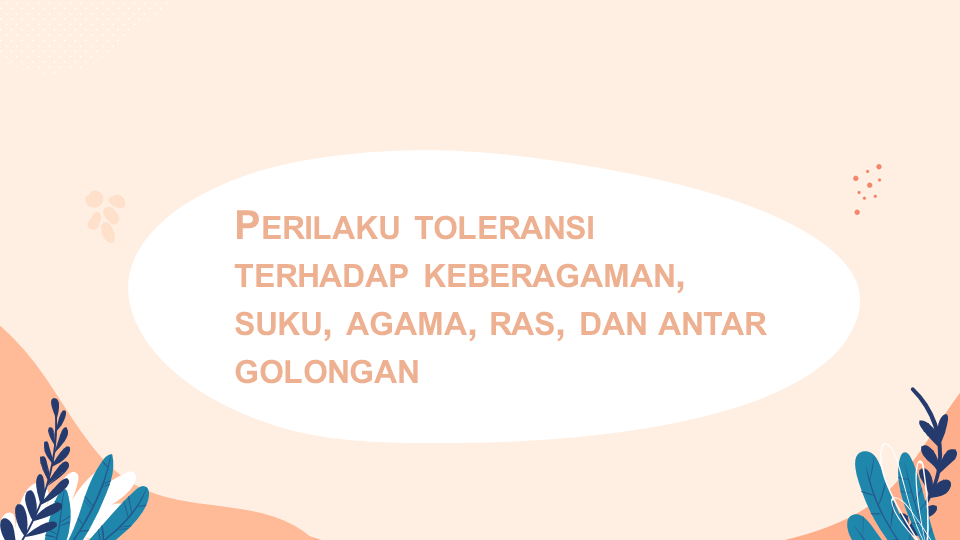 Perilaku toleransi
terhadap keberagaman,
suku, agama, ras, dan antar
golongan